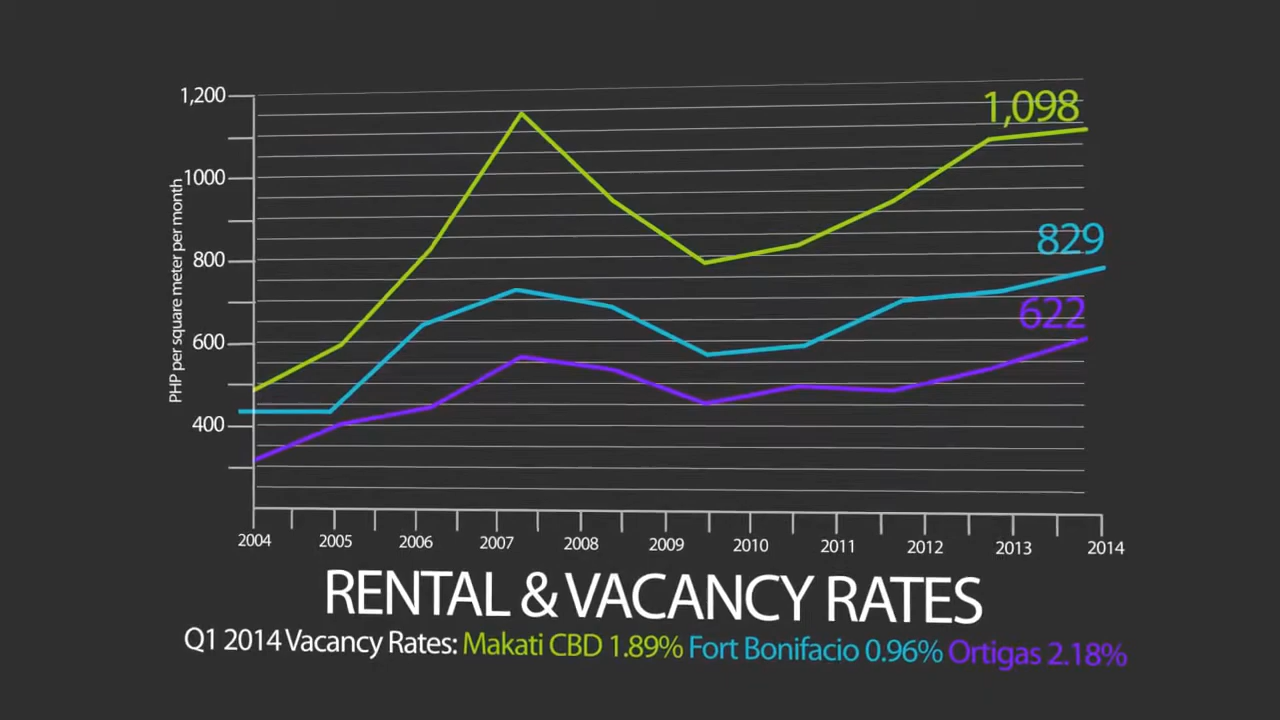 1,200
1000
800
600
400
PHP per square meter per month
1,098
829
622
2004 2005 2006 2007 2008 2009 2010 2011 2012 2013 2014
RENTAL & VACANCY RATES
Q1 2014 Vacancy Rates: Makati CBD 1.89% Fort Bonifacio 0.96% Ortigas 2.18%